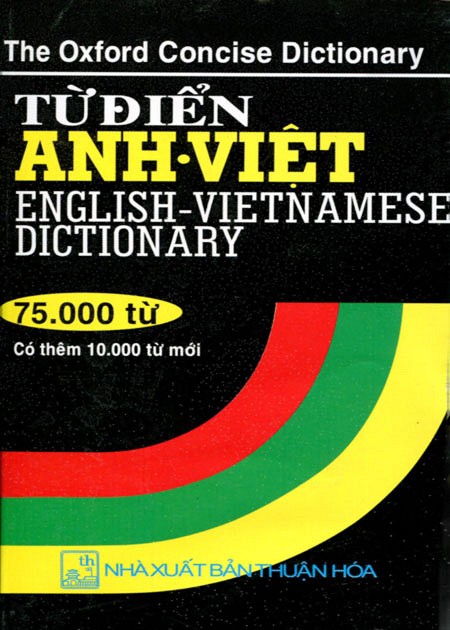 The Oxford Concise Dictionary
TỪ ĐIỂN
ANH·VIỆT
ENGLISH-VIETNAMESE
DICTIONARY
75.000 từ
Có thêm 10.000 từ mới
th
NHÀ XUẤT BẢN THUẬN HÓA